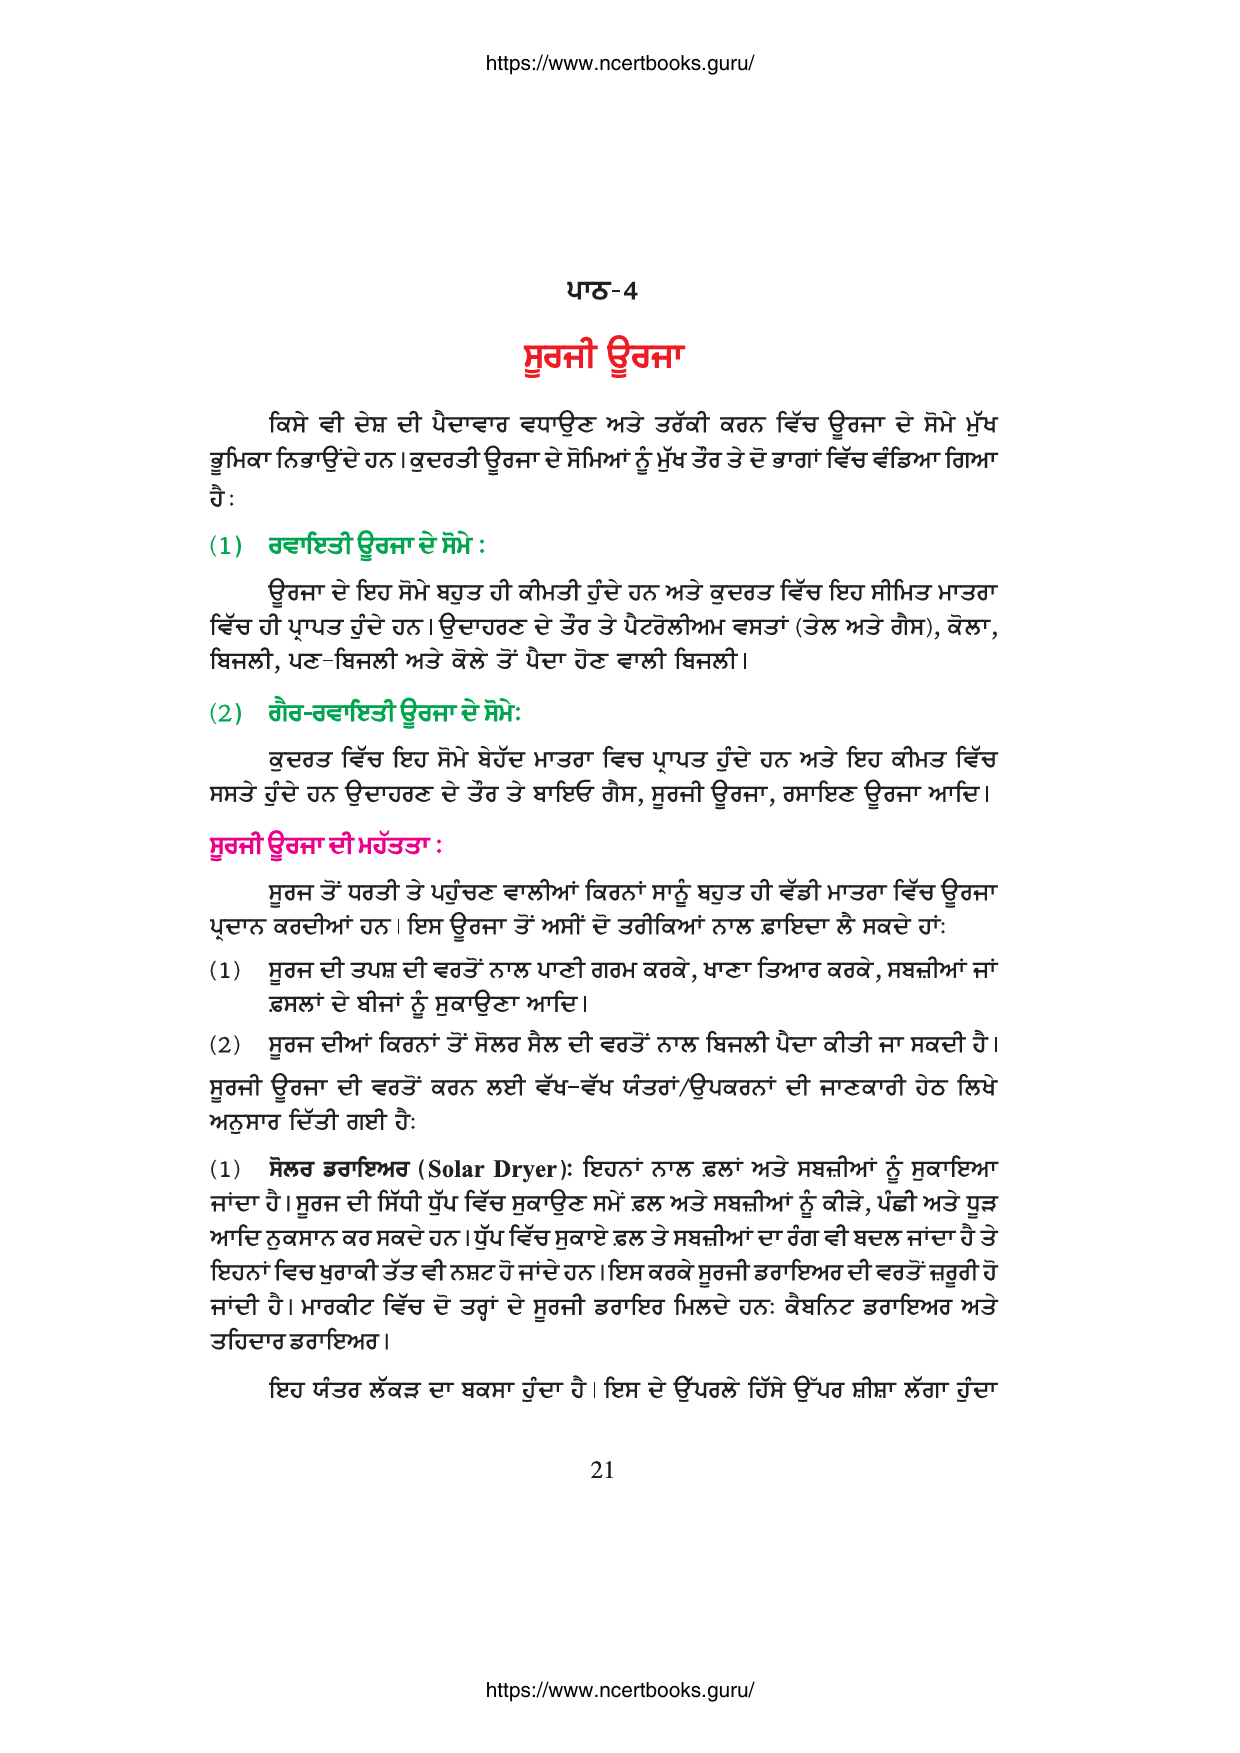 https://www.ncertbooks.guru/
ਪਾਠ-4
ਸੂਰਜੀ ਊਰਜਾ
ਕਿਸੇ ਵੀ ਦੇਸ਼ ਦੀ ਪੈਦਾਵਾਰ ਵਧਾਉਣ ਅਤੇ ਤਰੱਕੀ ਕਰਨ ਵਿੱਚ ਊਰਜਾ ਦੇ ਸੋਮੇ ਮੁੱਖ
ਭੂਮਿਕਾ ਨਿਭਾਉਂਦੇ ਹਨ। ਕੁਦਰਤੀ ਊਰਜਾ ਦੇ ਸੋਮਿਆਂ ਨੂੰ ਮੁੱਖ ਤੌਰ ਤੇ ਦੋ ਭਾਗਾਂ ਵਿੱਚ ਵੰਡਿਆ ਗਿਆ
ਹੈ :
(1) ਰਵਾਇਤੀ ਊਰਜਾ ਦੇ ਸੋਮੇ :
ਊਰਜਾ ਦੇ ਇਹ ਸੋਮੇ ਬਹੁਤ ਹੀ ਕੀਮਤੀ ਹੁੰਦੇ ਹਨ ਅਤੇ ਕੁਦਰਤ ਵਿੱਚ ਇਹ ਸੀਮਿਤ ਮਾਤਰਾ
ਵਿੱਚ ਹੀ ਪ੍ਰਾਪਤ ਹੁੰਦੇ ਹਨ। ਉਦਾਹਰਣ ਦੇ ਤੌਰ ਤੇ ਪੈਟਰੋਲੀਅਮ ਵਸਤਾਂ (ਤੇਲ ਅਤੇ ਗੈਸ), ਕੋਲਾ,
ਬਿਜਲੀ, ਪਣ-ਬਿਜਲੀ ਅਤੇ ਕੋਲੇ ਤੋਂ ਪੈਦਾ ਹੋਣ ਵਾਲੀ ਬਿਜਲੀ।
(2) ਗੈਰ-ਰਵਾਇਤੀ ਊਰਜਾ ਦੇ ਸੋਮੇ:
ਕੁਦਰਤ ਵਿੱਚ ਇਹ ਸੋਮੇ ਬੇਹੱਦ ਮਾਤਰਾ ਵਿਚ ਪ੍ਰਾਪਤ ਹੁੰਦੇ ਹਨ ਅਤੇ ਇਹ ਕੀਮਤ ਵਿੱਚ
ਸਸਤੇ ਹੁੰਦੇ ਹਨ ਉਦਾਹਰਣ ਦੇ ਤੌਰ ਤੇ ਬਾਇਓ ਗੈਸ, ਸੂਰਜੀ ਊਰਜਾ, ਰਸਾਇਣ ਊਰਜਾ ਆਦਿ।
ਸੂਰਜੀ ਊਰਜਾ ਦੀ ਮਹੱਤਤਾ :
ਸੂਰਜ ਤੋਂ ਧਰਤੀ ਤੇ ਪਹੁੰਚਣ ਵਾਲੀਆਂ ਕਿਰਨਾਂ ਸਾਨੂੰ ਬਹੁਤ ਹੀ ਵੱਡੀ ਮਾਤਰਾ ਵਿੱਚ ਊਰਜਾ
ਪ੍ਰਦਾਨ ਕਰਦੀਆਂ ਹਨ। ਇਸ ਊਰਜਾ ਤੋਂ ਅਸੀਂ ਦੋ ਤਰੀਕਿਆਂ ਨਾਲ ਫ਼ਾਇਦਾ ਲੈ ਸਕਦੇ ਹਾਂ:
(1) ਸੂਰਜ ਦੀ ਤਪਸ਼ ਦੀ ਵਰਤੋਂ ਨਾਲ ਪਾਣੀ ਗਰਮ ਕਰਕੇ, ਖਾਣਾ ਤਿਆਰ ਕਰਕੇ, ਸਬਜ਼ੀਆਂ ਜਾਂ
ਫ਼ਸਲਾਂ ਦੇ ਬੀਜਾਂ ਨੂੰ ਸੁਕਾਉਣਾ ਆਦਿ।
(2) ਸੂਰਜ ਦੀਆਂ ਕਿਰਨਾਂ ਤੋਂ ਸੋਲਰ ਸੈਲ ਦੀ ਵਰਤੋਂ ਨਾਲ ਬਿਜਲੀ ਪੈਦਾ ਕੀਤੀ ਜਾ ਸਕਦੀ ਹੈ।
ਸੂਰਜੀ ਊਰਜਾ ਦੀ ਵਰਤੋਂ ਕਰਨ ਲਈ ਵੱਖ-ਵੱਖ ਯੰਤਰਾਂ/ਉਪਕਰਨਾਂ ਦੀ ਜਾਣਕਾਰੀ ਹੇਠ ਲਿਖੇ
ਅਨੁਸਾਰ ਦਿੱਤੀ ਗਈ ਹੈ:
(1) ਸੋਲਰ ਡਰਾਇਅਰ (Solar Dryer): ਇਹਨਾਂ ਨਾਲ ਫ਼ਲਾਂ ਅਤੇ ਸਬਜ਼ੀਆਂ ਨੂੰ ਸੁਕਾਇਆ
ਜਾਂਦਾ ਹੈ। ਸੂਰਜ ਦੀ ਸਿੱਧੀ ਧੁੱਪ ਵਿੱਚ ਸੁਕਾਉਣ ਸਮੇਂ ਫ਼ਲ ਅਤੇ ਸਬਜ਼ੀਆਂ ਨੂੰ ਕੀੜੇ, ਪੰਛੀ ਅਤੇ ਧੂੜ
ਆਦਿ ਨੁਕਸਾਨ ਕਰ ਸਕਦੇ ਹਨ। ਧੁੱਪ ਵਿੱਚ ਸੁਕਾਏ ਫ਼ਲ ਤੇ ਸਬਜ਼ੀਆਂ ਦਾ ਰੰਗ ਵੀ ਬਦਲ ਜਾਂਦਾ ਹੈ ਤੇ
ਇਹਨਾਂ ਵਿਚ ਖੁਰਾਕੀ ਤੱਤ ਵੀ ਨਸ਼ਟ ਹੋ ਜਾਂਦੇ ਹਨ। ਇਸ ਕਰਕੇ ਸੂਰਜੀ ਡਰਾਇਅਰ ਦੀ ਵਰਤੋਂ ਜ਼ਰੂਰੀ ਹੋ
ਜਾਂਦੀ ਹੈ। ਮਾਰਕੀਟ ਵਿੱਚ ਦੋ ਤਰ੍ਹਾਂ ਦੇ ਸੂਰਜੀ ਡਰਾਇਰ ਮਿਲਦੇ ਹਨ: ਕੈਬਨਿਟ ਡਰਾਇਅਰ ਅਤੇ
ਤਹਿਦਾਰ ਡਰਾਇਅਰ।
ਇਹ ਯੰਤਰ ਲੱਕੜ ਦਾ ਬਕਸਾ ਹੁੰਦਾ ਹੈ। ਇਸ ਦੇ ਉੱਪਰਲੇ ਹਿੱਸੇ ਉੱਪਰ ਸ਼ੀਸ਼ਾ ਲੱਗਾ ਹੁੰਦਾ
21
https://www.ncertbooks.guru/